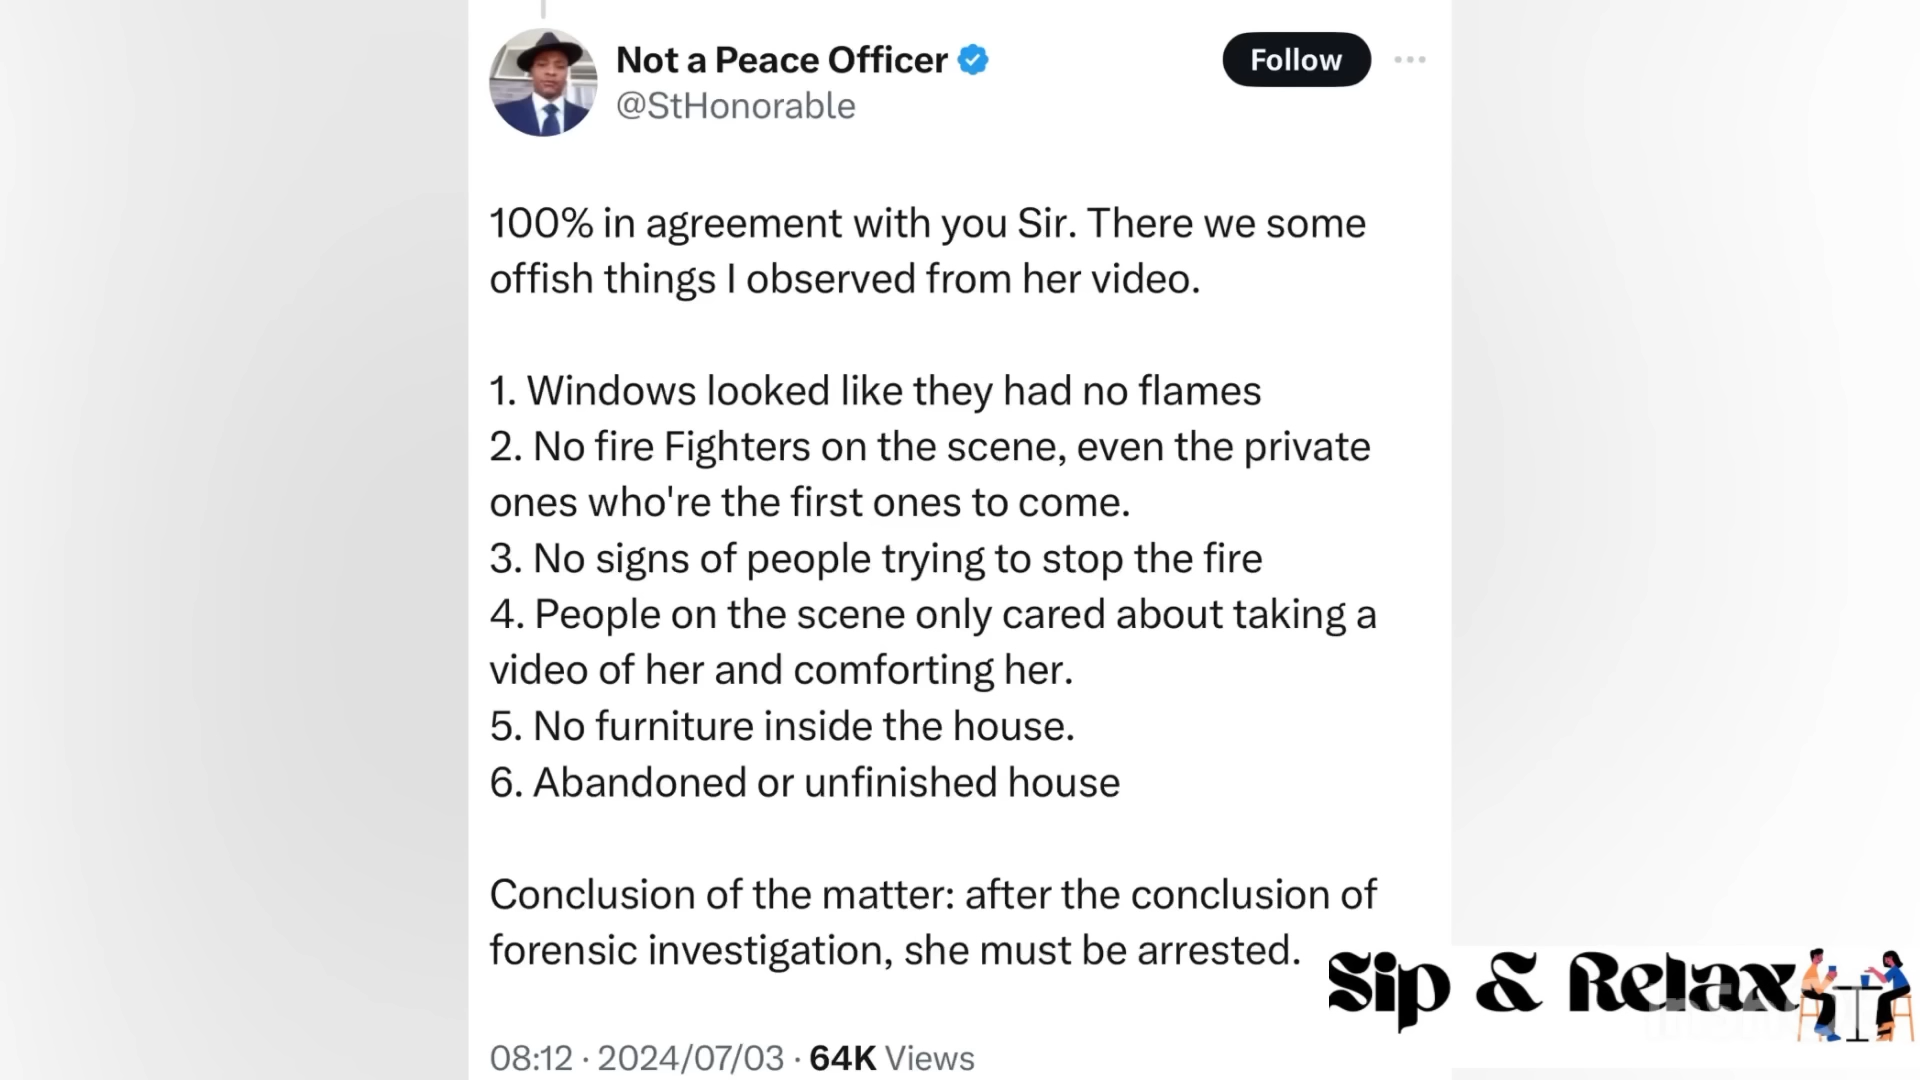 Not a Peace Officer
@StHonorable
Follow
100% in agreement with you Sir. There we some
offish things I observed from her video.
1. Windows looked like they had no flames
2. No fire Fighters on the scene, even the private
ones who're the first ones to come.
3. No signs of people trying to stop the fire
4. People on the scene only cared about taking a
video of her and comforting her.
5. No furniture inside the house.
6. Abandoned or unfinished house
Conclusion of the matter: after the conclusion of
forensic investigation, she must be arrested.
Sip & Relax
08:12 · 2024/07/03 · 64K Views